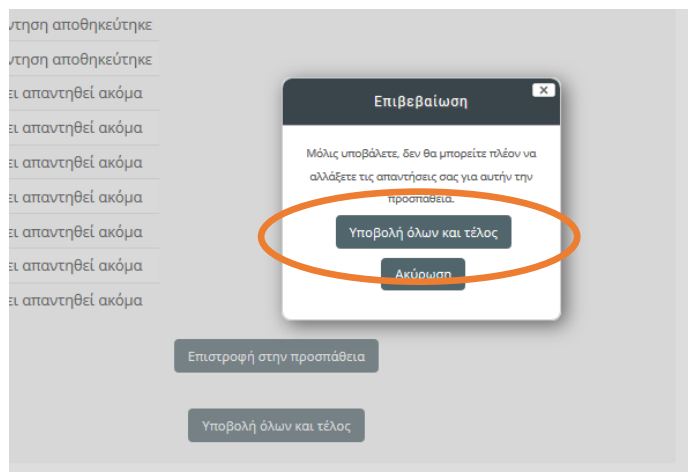 ντηση αποθηκεύτηκε
ντηση αποθηκεύτηκε
ει απαντηθεί ακόμα
ει απαντηθεί ακόμα
ει απαντηθεί ακόμα
ει απαντηθεί ακόμα
ει απαντηθεί ακόμα
ει απαντηθεί ακόμα
ει απαντηθεί ακόμα
Επιβεβαίωση
Μόλις υποβάλετε, δεν θα μπορείτε πλέον να
αλλάξετε τις απαντήσεις σας για αυτήν την
προσπάθειά.
Υποβολή όλων και τέλος
Ακύρωση
Επιστροφή στην προσπάθεια
Υποβολή όλων και τέλος